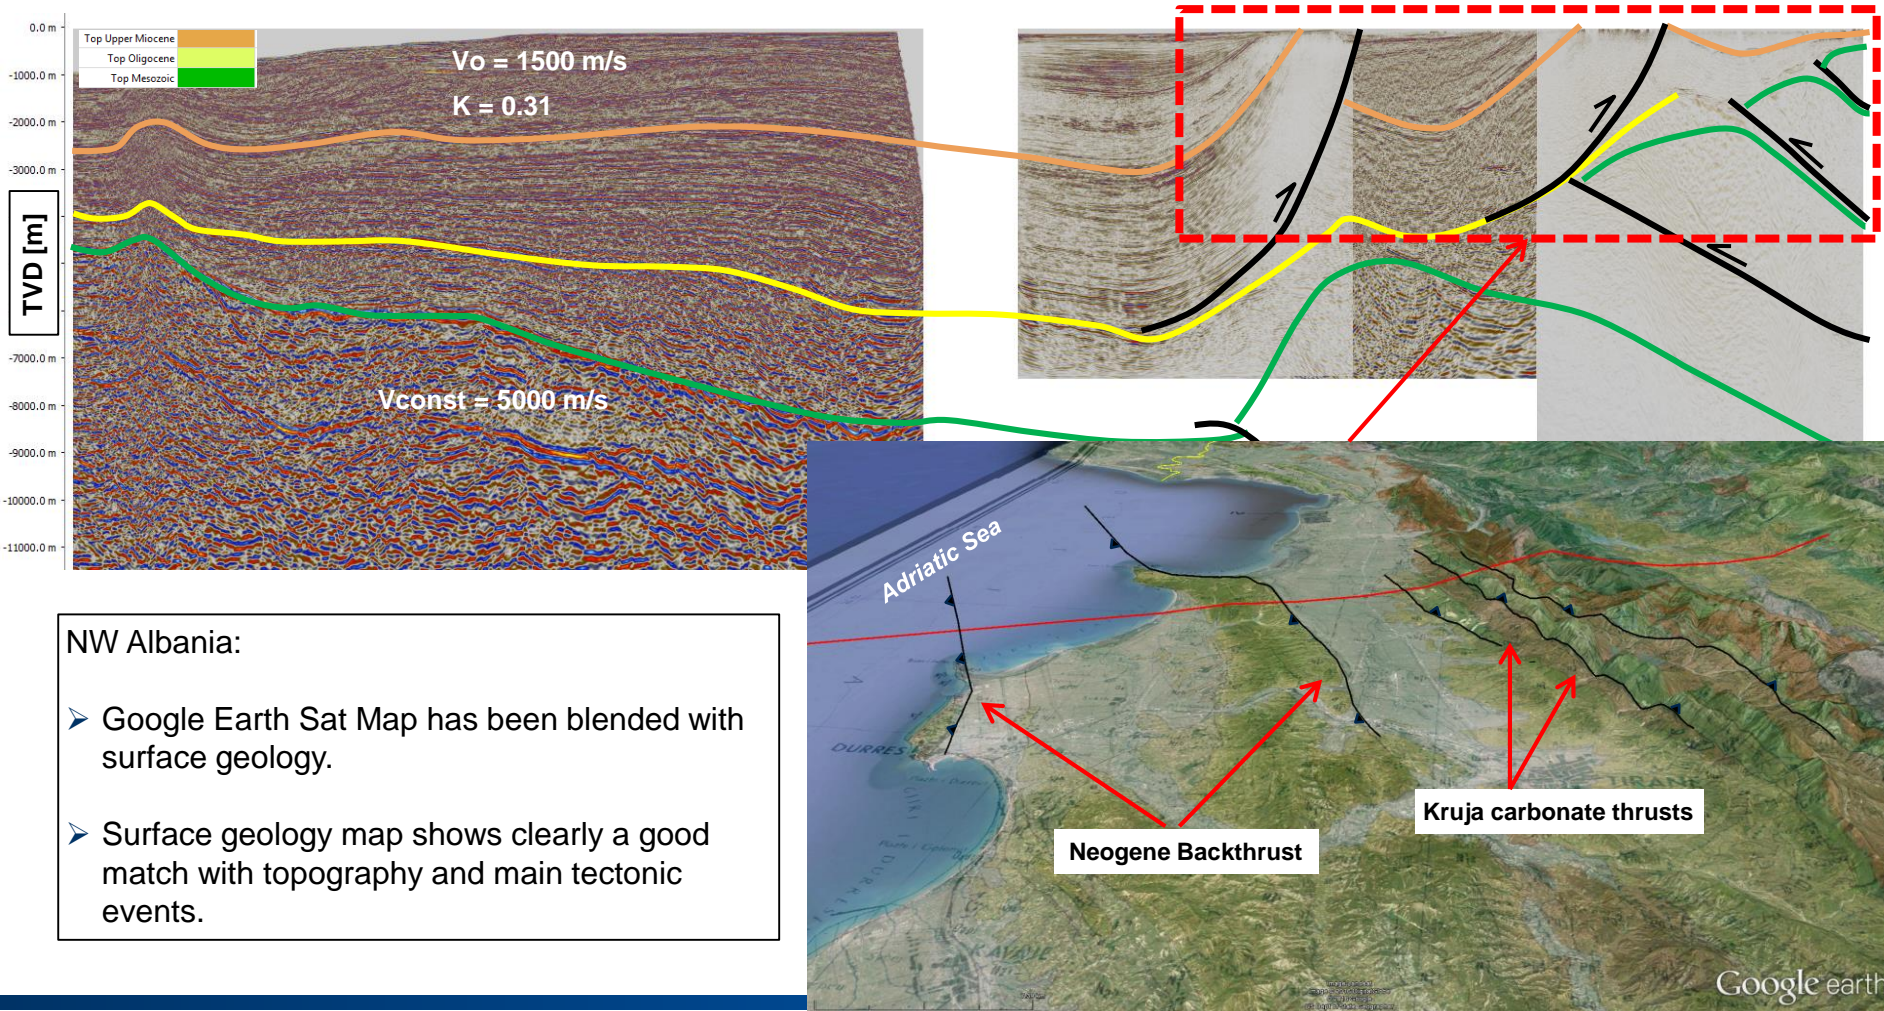 0.0 m
-1000.0 m
-2000.0 m
-3000.0 m
-7000.0 m
-8000.0 m
-9000.0 m
-10000.0 m
-11000.0 m
TVD [m]
Top Upper Miocene
Top Oligocene
Top Mesozoic
Vo = 1500 m/s
K = 0.31
Vconst = 5000 m/s
NW Albania:
Google Earth Sat Map has been blended with
surface geology.
Surface geology map shows clearly a good
match with topography and main tectonic
events.
Adriatic Sea
DURRES
TIRANE
KAVAJE
Neogene Backthrust
Kruja carbonate thrusts
Google earth